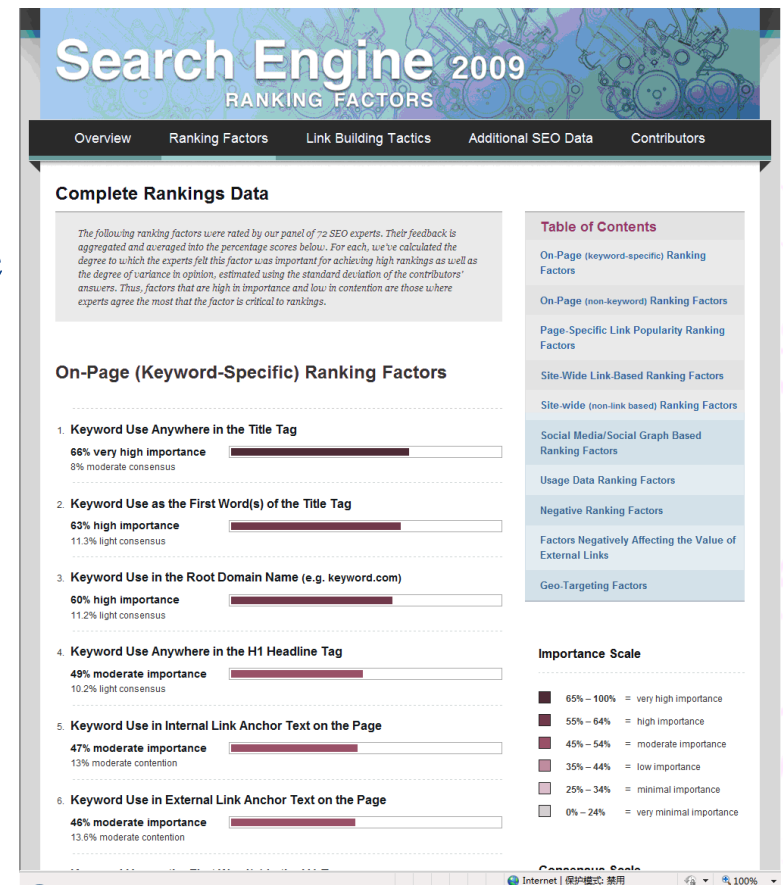 Search Engine 2009
RANKING FACTORS
Overview Ranking Factors Link Building Tactics Additional SEO Data Contributors
Complete Rankings Data
The following ranking factors were rated by our panel of 72 SEO experts. Their feedback is
aggregated and averaged into the percentage scores below. For each, we've calculated the
degree to which the experts felt this factor was important for achieving high rankings as well as
the degree of variance in opinion, estimated using the standard deviation of the contributors'
answers. Thus, factors that are high in importance and low in contention are those where
experts agree the most that the factor is critical to rankings.
On-Page (Keyword-Specific) Ranking Factors
1. Keyword Use Anywhere in the Title Tag
66% very high importance
8% moderate consensus
2. Keyword Use as the First Word(s) of the Title Tag
63% high importance
11.3% light consensus
3. Keyword Use in the Root Domain Name (e.g. keyword.com)
60% high importance
11.2% light consensus
4. Keyword Use Anywhere in the H1 Headline Tag
49% moderate importance
10.2% light consensus
5. Keyword Use in Internal Link Anchor Text on the Page
47% moderate importance
13% moderate contention
6. Keyword Use in External Link Anchor Text on the Page
46% moderate importance
13.6% moderate contention
Table of Contents
On-Page (keyword-specific) Ranking
Factors
On-Page (non-keyword) Ranking Factors
Page-Specific Link Popularity Ranking
Factors
Site-Wide Link-Based Ranking Factors
Site-wide (non-link based) Ranking Factors
Social Media/Social Graph Based
Ranking Factors
Usage Data Ranking Factors
Negative Ranking Factors
Factors Negatively Affecting the Value of
External Links
Geo-Targeting Factors
Importance Scale
65% – 100% = very high importance
55% – 64% = high importance
45% – 54% = moderate importance
35% – 44% = low importance
25% – 34% = minimal importance
0% – 24% = very minimal importance
Consensus Scale
Internet | 保护模式: 禁用 100%